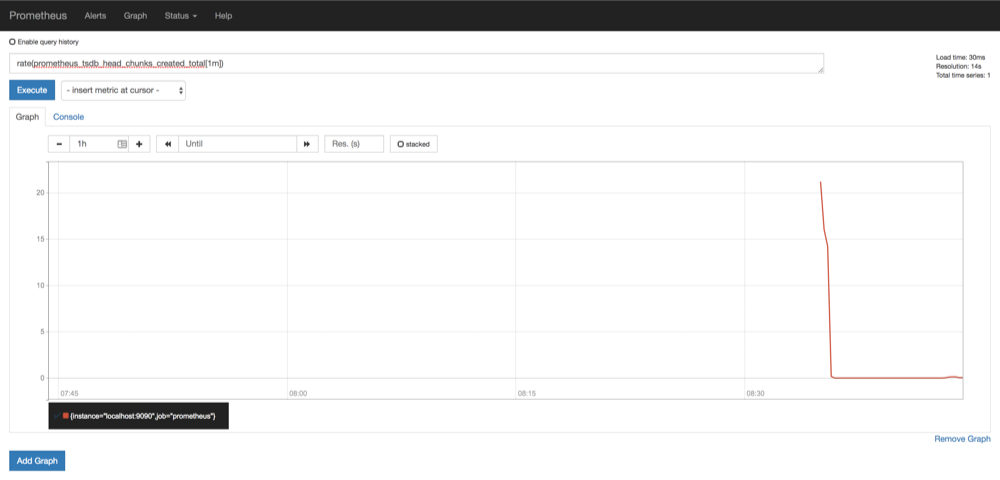 Prometheus Alerts Graph Status Help
Enable query history
rate(prometheus_tsdb_head_chunks_created_total[1m])
Load time: 30ms
Resolution: 14s
Total time series: 1
Execute - insert metric at cursor -
Graph Console
- 1h + Until Res. (s) stacked
20
15
10
5
0
07:45 08:00 08:15 08:30
{instance="localhost:9090",job="prometheus"}
Remove Graph
Add Graph